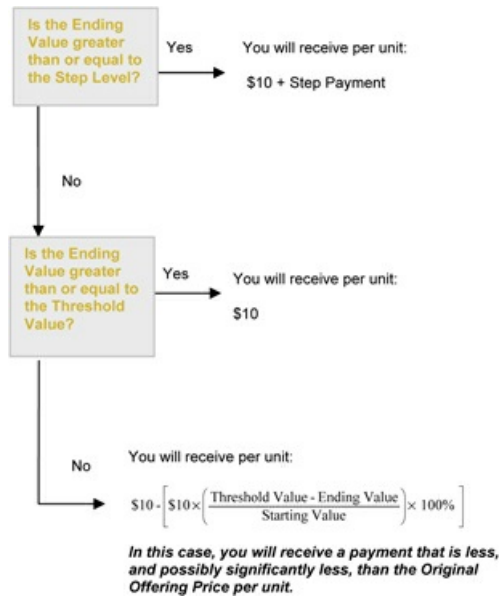 Is the Ending
Value greater
than or equal to
the Step Level?
Yes
You will receive per unit:
$10 + Step Payment
No
Is the Ending
Value greater
than or equal to
the Threshold
Value?
Yes
You will receive per unit:
$10
No
You will receive per unit:
$10 - [ $10 × ( (Threshold Value - Ending Value) / Starting Value ) × 100% ]
In this case, you will receive a payment that is less,
and possibly significantly less, than the Original
Offering Price per unit.